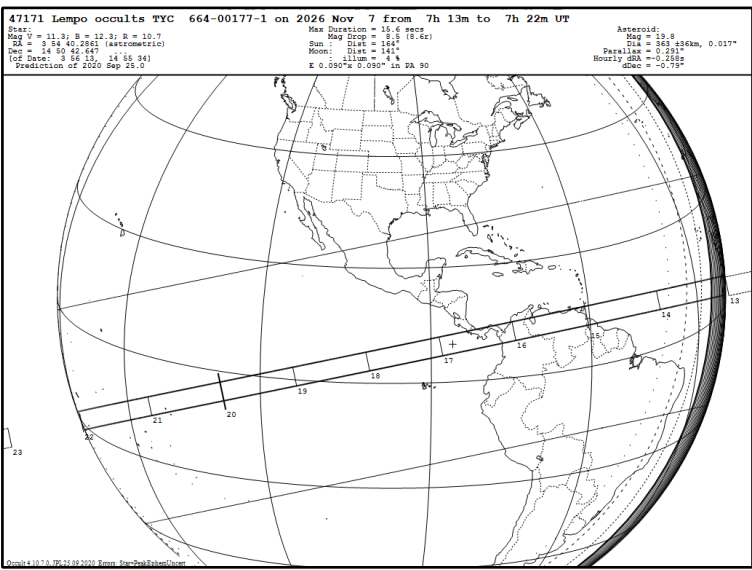 47171 Lempo occults TYC 664-00177-1 on 2026 Nov 7 from 7h 13m to 7h 22m UT
Star:
Mag V = 11.3; B = 12.3; R = 10.7
RA = 3 54 40.2861 (astrometric)
Dec = 14 50 42.647 ...
[of Date: 3 56 13, 14 55 34]
Prediction of 2020 Sep 25.0
Max Duration = 15.6 secs
Mag Drop = 8.5 (8.6r)
Sun : Dist = 164°
Moon: Dist = 141°
: illum = 4 %
E 0.090"x 0.090" in PA 90
Asteroid:
Mag = 19.8
Dia = 363 ±36km, 0.017"
Parallax = 0.291"
Hourly dRA =-0.258s
dDec = -0.79"
13
14
15
16
17
18
19
20
21
22
23
Occult 4.10.7.0, JPL25.09.2020 Errors: Star+PeakEphemUncert